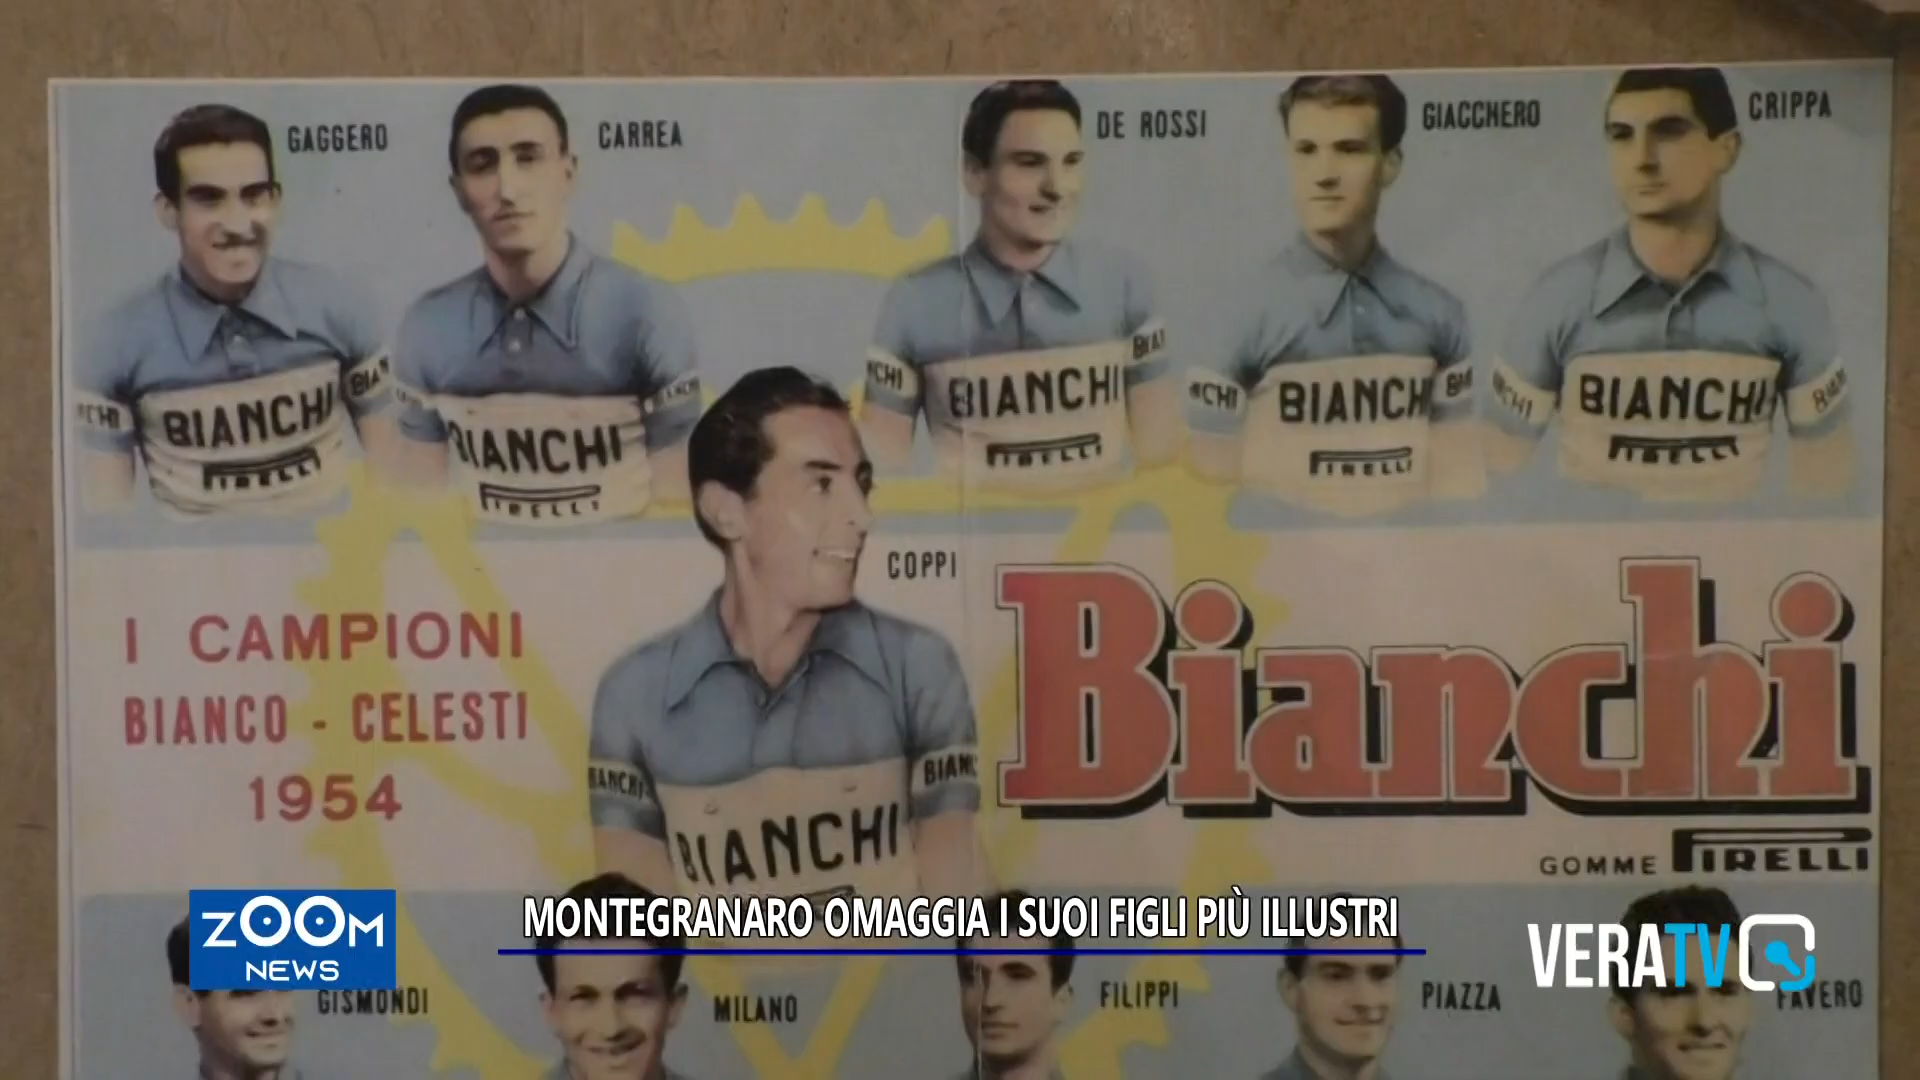 GAGGERO
CARREA
DE ROSSI
GIACCHERO
CRIPPA
BIANCHI
PIRELLI
BIANCHI
PIRELLI
BIANCHI
PIRELLI
BIANCHI
PIRELLI
BIANCHI
PIRELLI
COPPI
I CAMPIONI
BIANCO - CELESTI
1954
Bianchi
BIANCHI
BIANCHI
GOMME PIRELLI
ZOOM
NEWS
MONTEGRANARO OMAGGIA I SUOI FIGLI PIÙ ILLUSTRI
VERATV
GISMONDI
MILANO
FILIPPI
PIAZZA
FAVERO